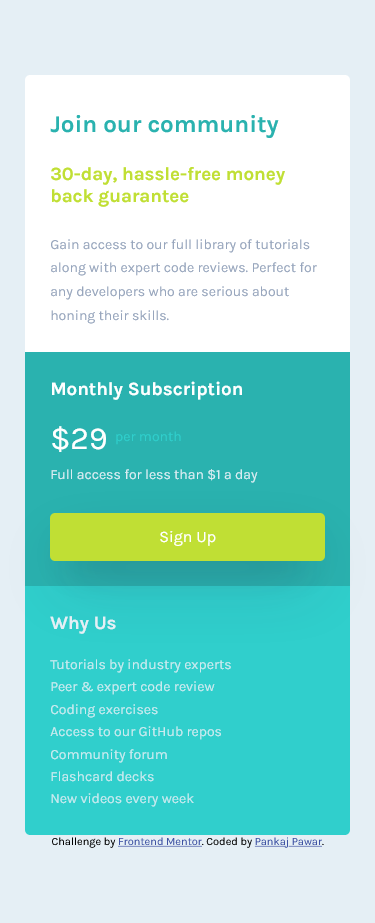 Join our community
30-day, hassle-free money
back guarantee
Gain access to our full library of tutorials
along with expert code reviews. Perfect for
any developers who are serious about
honing their skills.
Monthly Subscription
$29 per month
Full access for less than $1 a day
Sign Up
Why Us
Tutorials by industry experts
Peer & expert code review
Coding exercises
Access to our GitHub repos
Community forum
Flashcard decks
New videos every week
Challenge by Frontend Mentor. Coded by Pankaj Pawar.